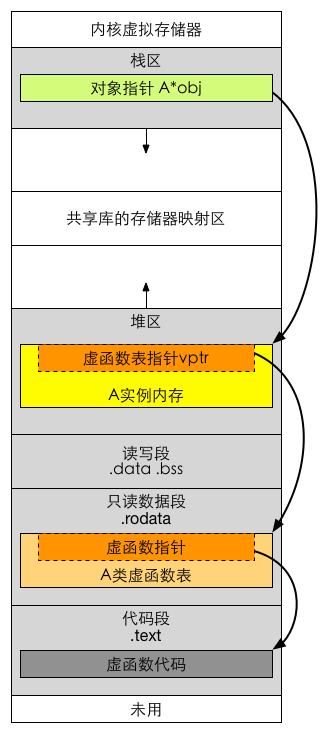 内核虚拟存储器
栈区
对象指针 A*obj
共享库的存储器映射区
堆区
虚函数表指针vptr
A实例内存
读写段
.data .bss
只读数据段
.rodata
虚函数指针
A类虚函数表
代码段
.text
虚函数代码
未用